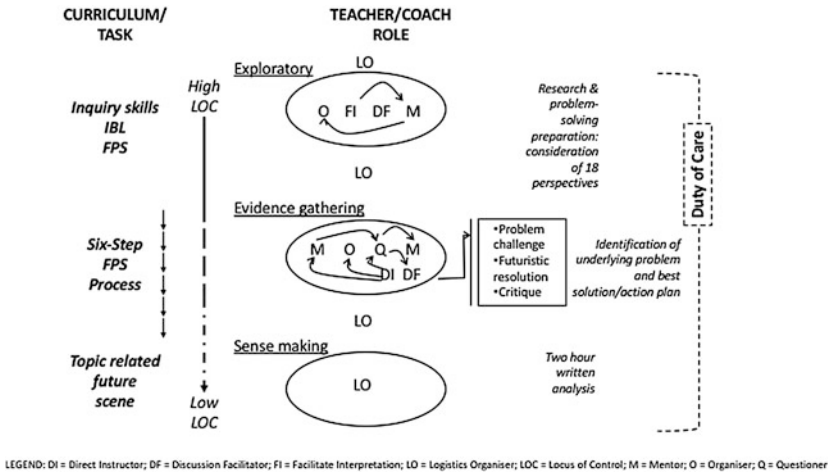 CURRICULUM/
TASK
TEACHER/COACH
ROLE
LO
Exploratory
High
LOC
Inquiry skills
IBL
FPS
O FI DF M
Research &
problem-
solving
preparation:
consideration
of 18
perspectives
Duty of Care
LO
Evidence gathering
Six-Step
FPS
Process
M O Q M
DI DF
•Problem
challenge
•Futuristic
resolution
•Critique
Identification of
underlying problem
and best
solution/action plan
LO
Sense making
Topic related
future
scene
Low
LOC
LO
Two hour
written
analysis
LEGEND: DI = Direct Instructor; DF = Discussion Facilitator; FI = Facilitate Interpretation; LO = Logistics Organiser; LOC = Locus of Control; M = Mentor; O = Organiser; Q = Questioner